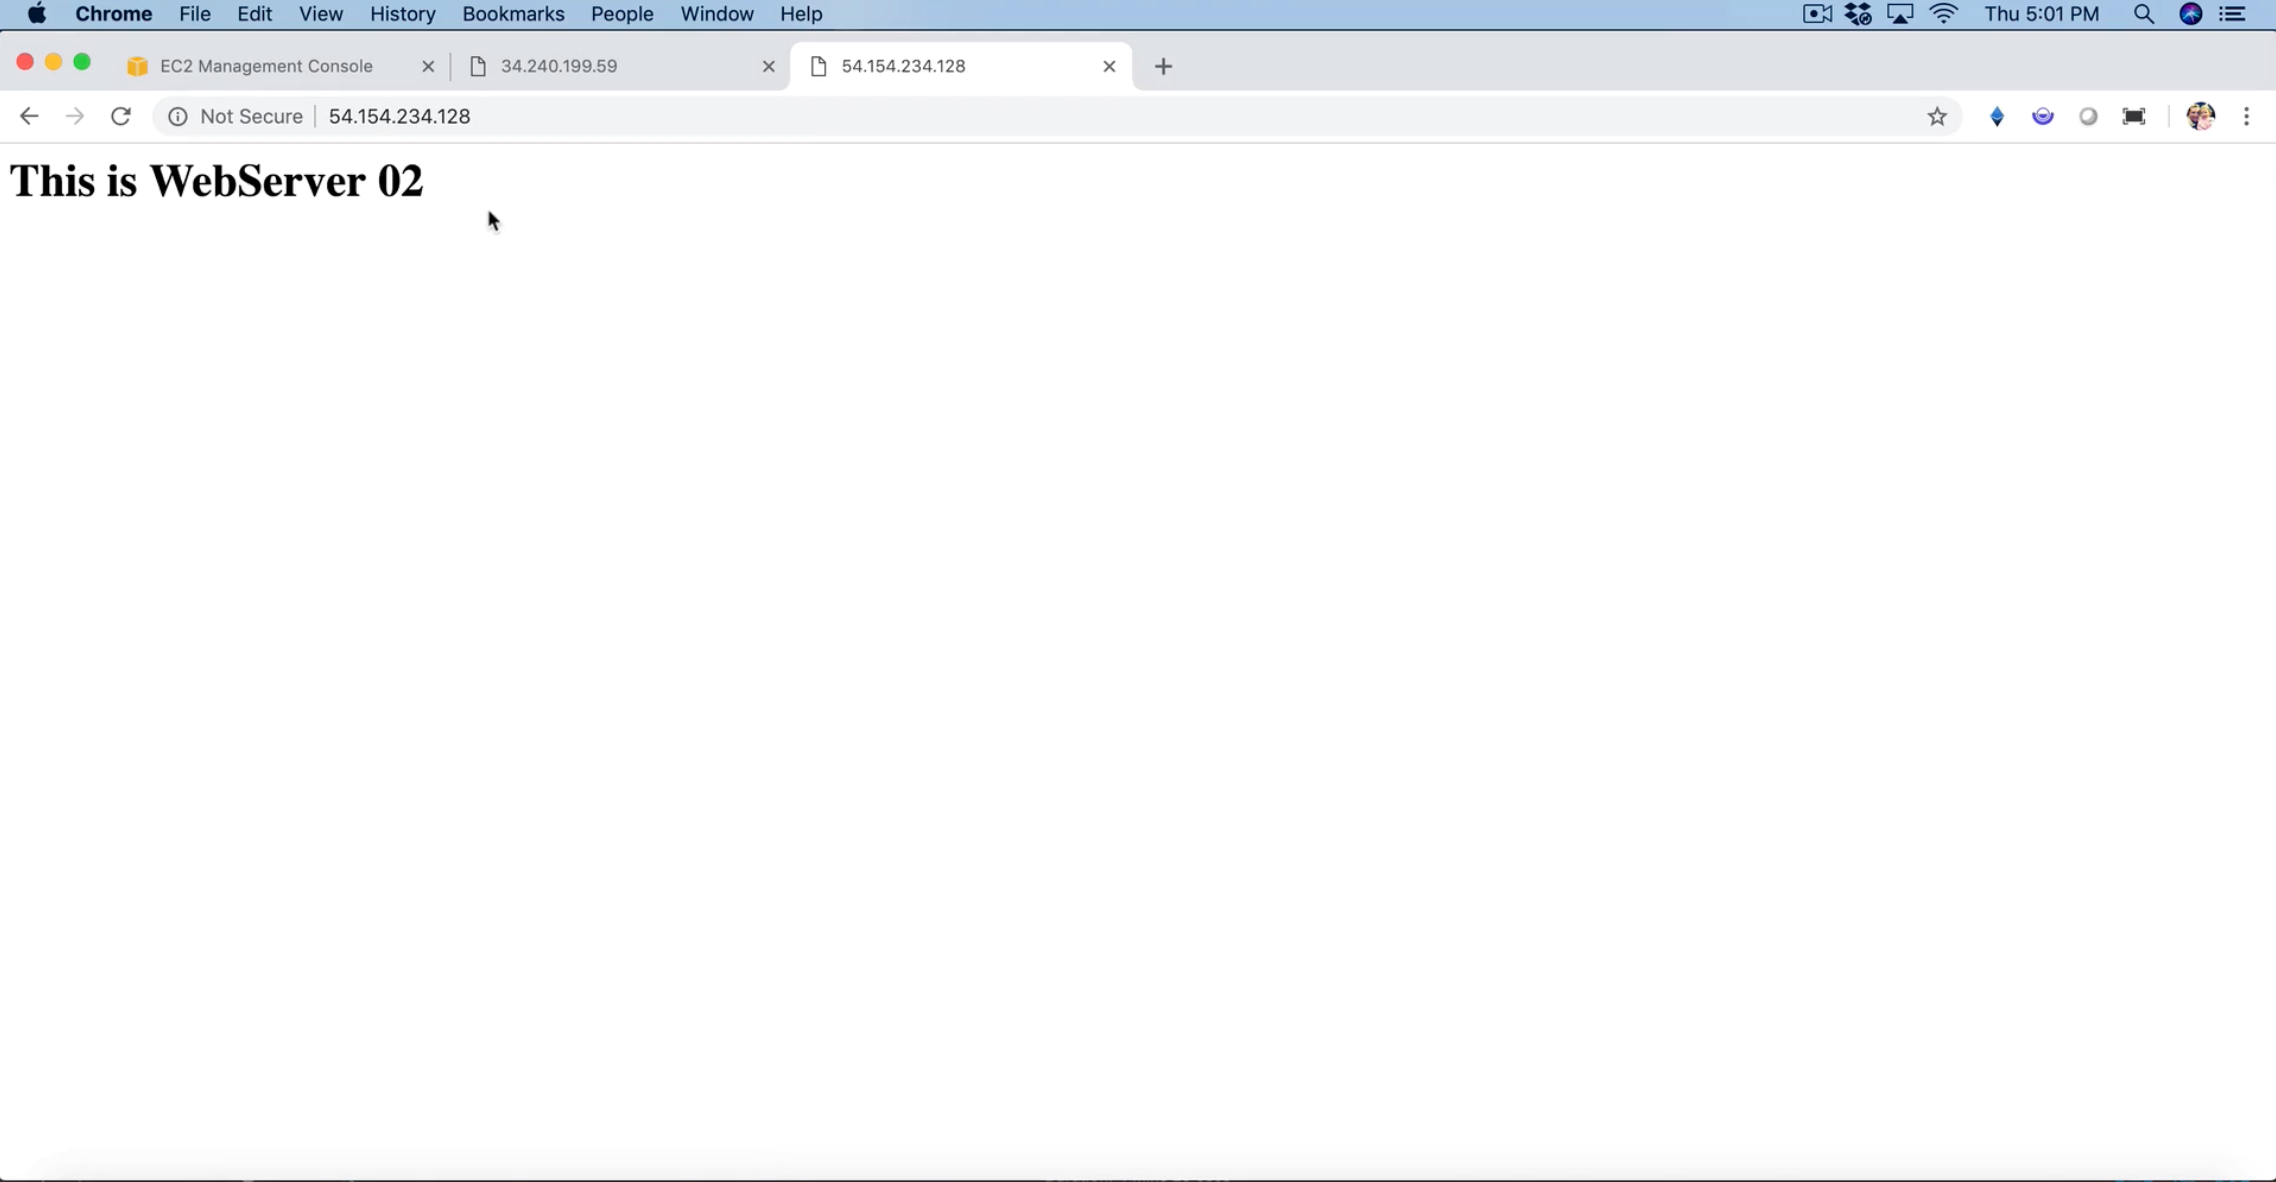 Chrome File Edit View History Bookmarks People Window Help Thu 5:01 PM
EC2 Management Console 34.240.199.59 54.154.234.128
Not Secure 54.154.234.128
This is WebServer 02